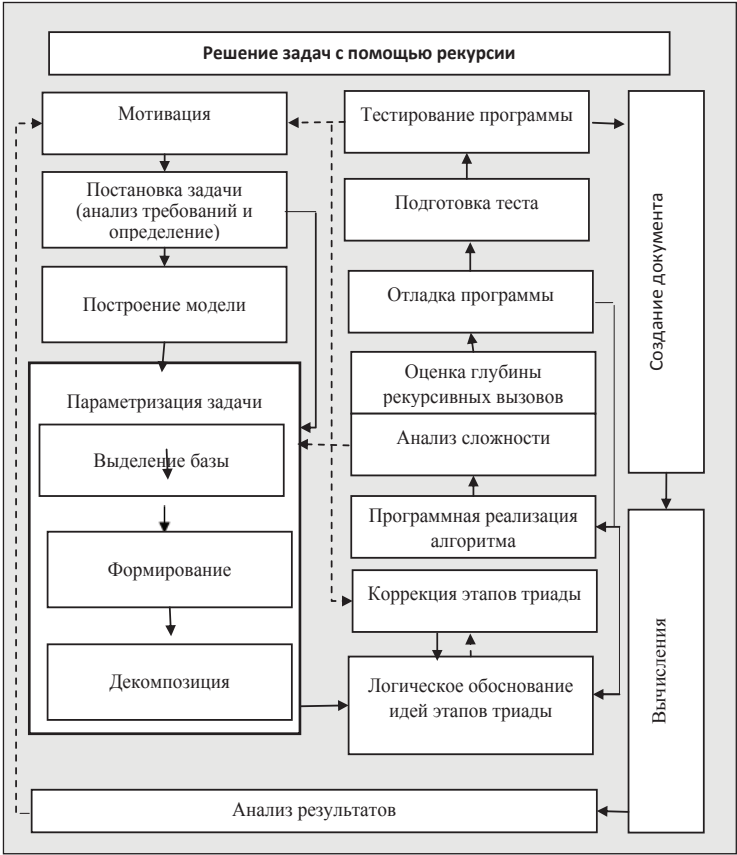 Решение задач с помощью рекурсии
Мотивация
Постановка задачи
(анализ требований и
определение)
Построение модели
Параметризация задачи
Выделение базы
Формирование
Декомпозиция
Тестирование программы
Подготовка теста
Отладка программы
Оценка глубины
рекурсивных вызовов
Анализ сложности
Программная реализация
алгоритма
Коррекция этапов триады
Логическое обоснование
идей этапов триады
Создание документа
Вычисления
Анализ результатов